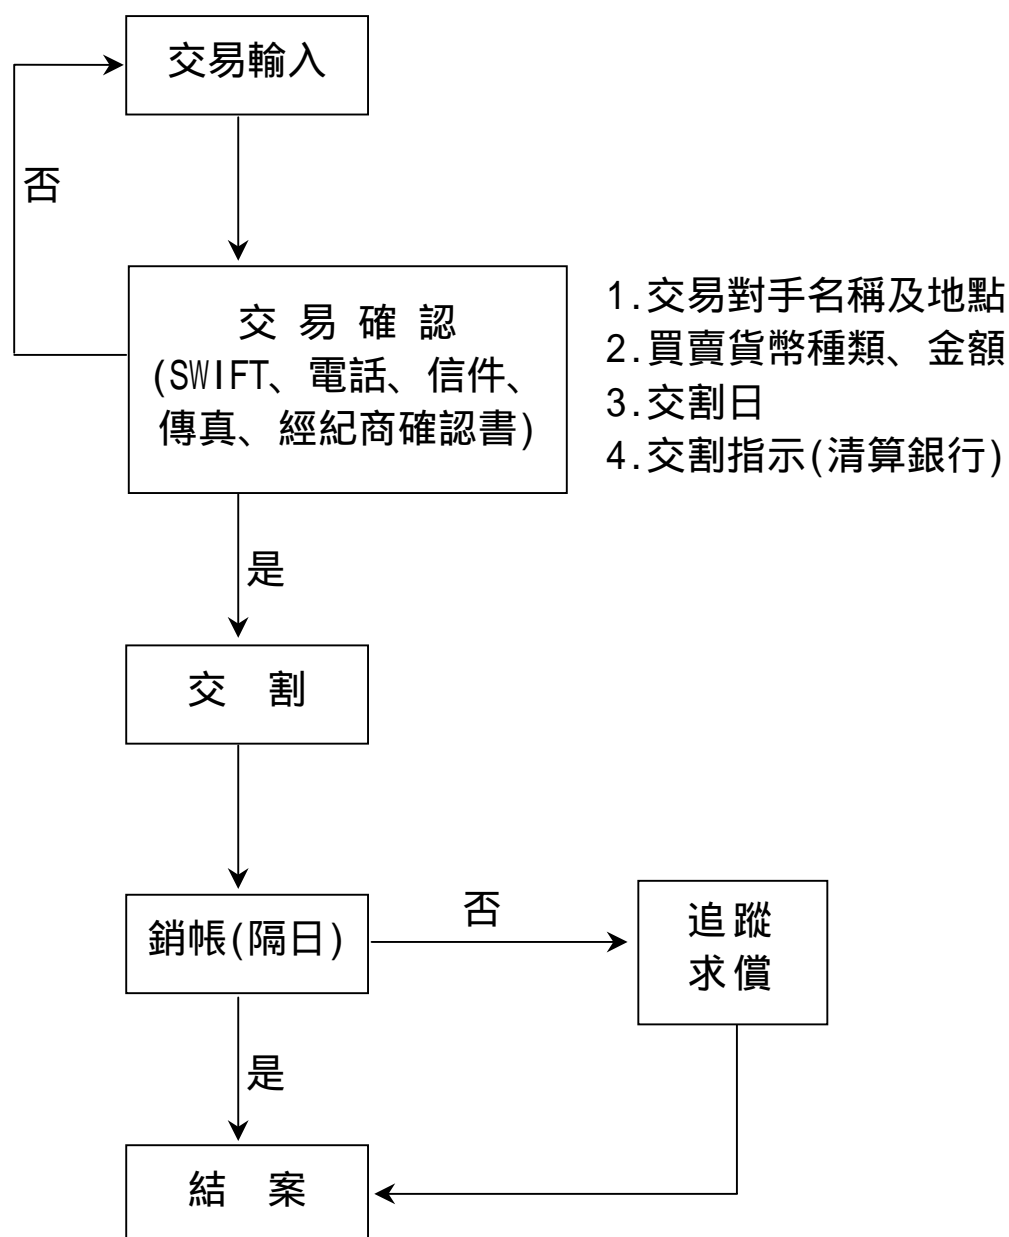 交易輸入
否
交 易 確 認
(SWIFT、電話、信件、
傳真、經紀商確認書)
1.交易對手名稱及地點
2.買賣貨幣種類、金額
3.交割日
4.交割指示(清算銀行)
是
交 割
銷帳(隔日)
否
追蹤
求償
是
結 案